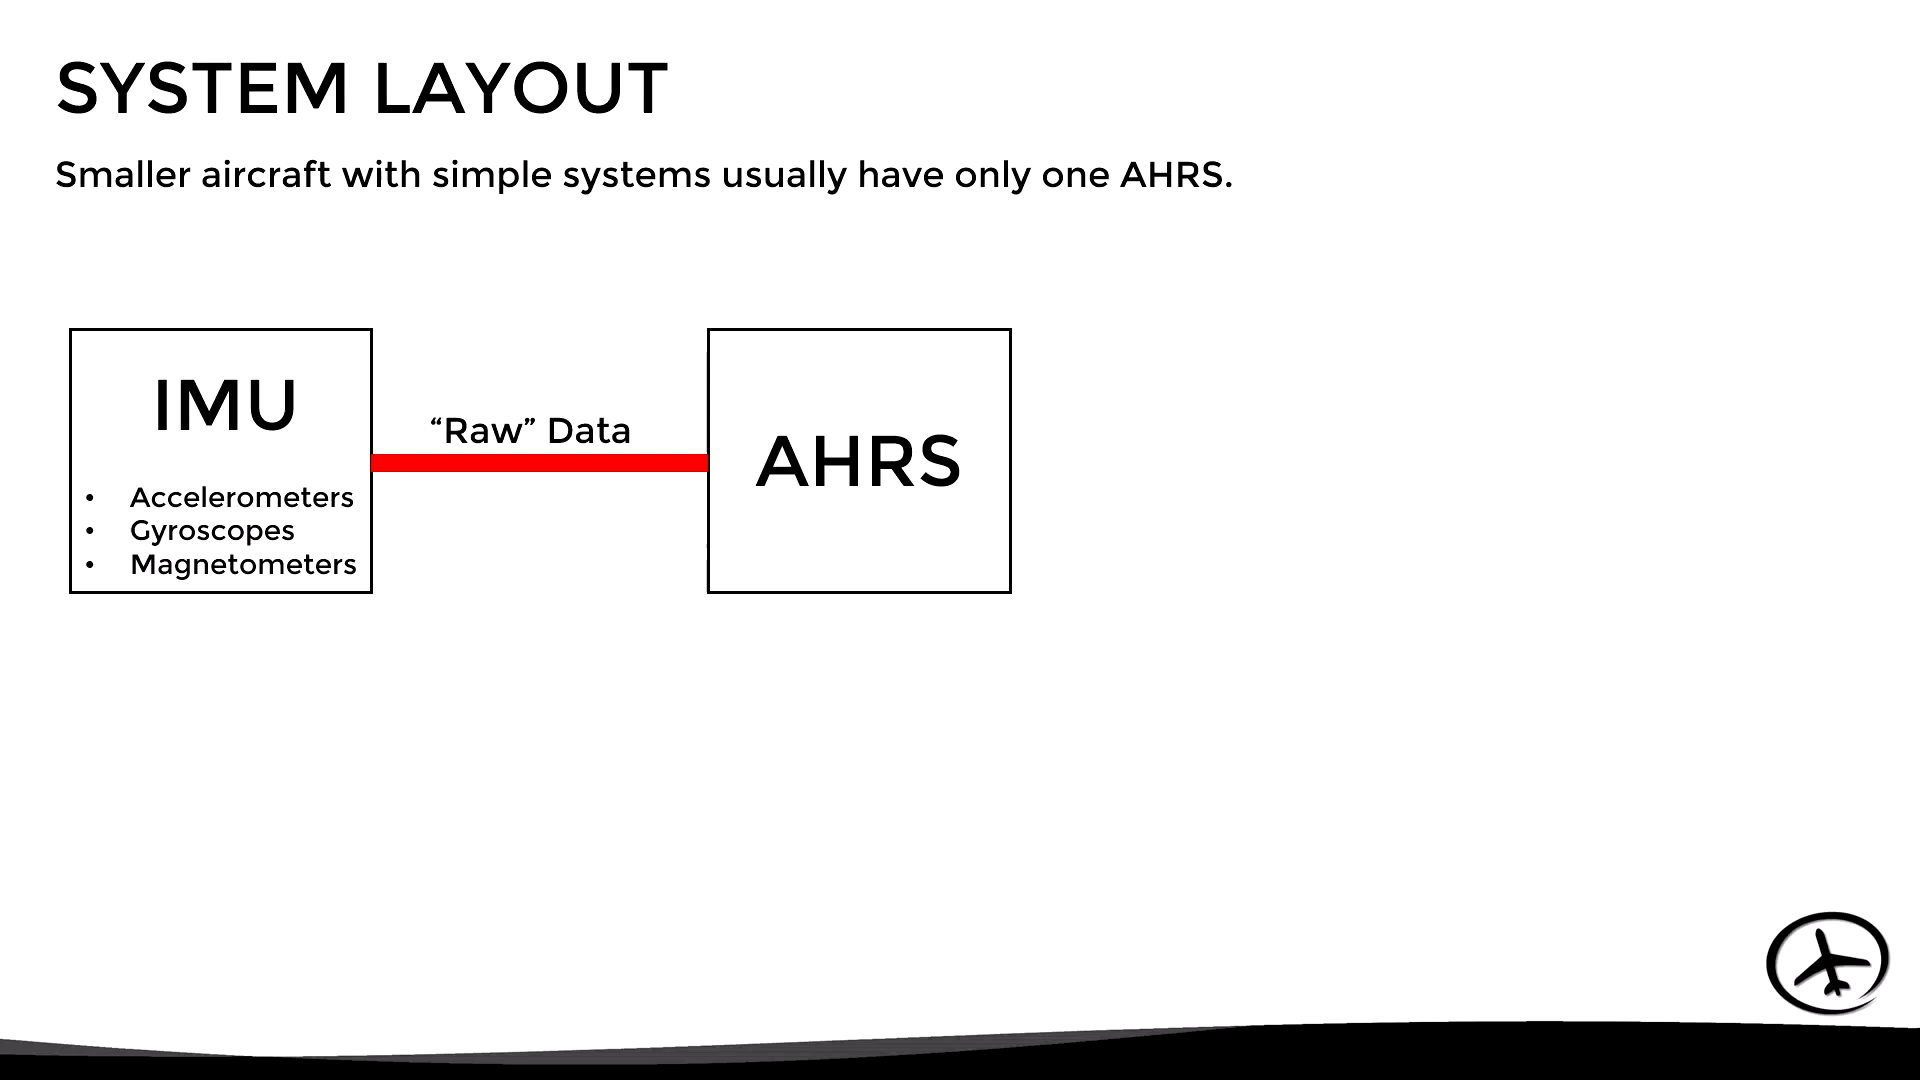 SYSTEM LAYOUT
Smaller aircraft with simple systems usually have only one AHRS.
IMU
• Accelerometers
• Gyroscopes
• Magnetometers
“Raw” Data
AHRS